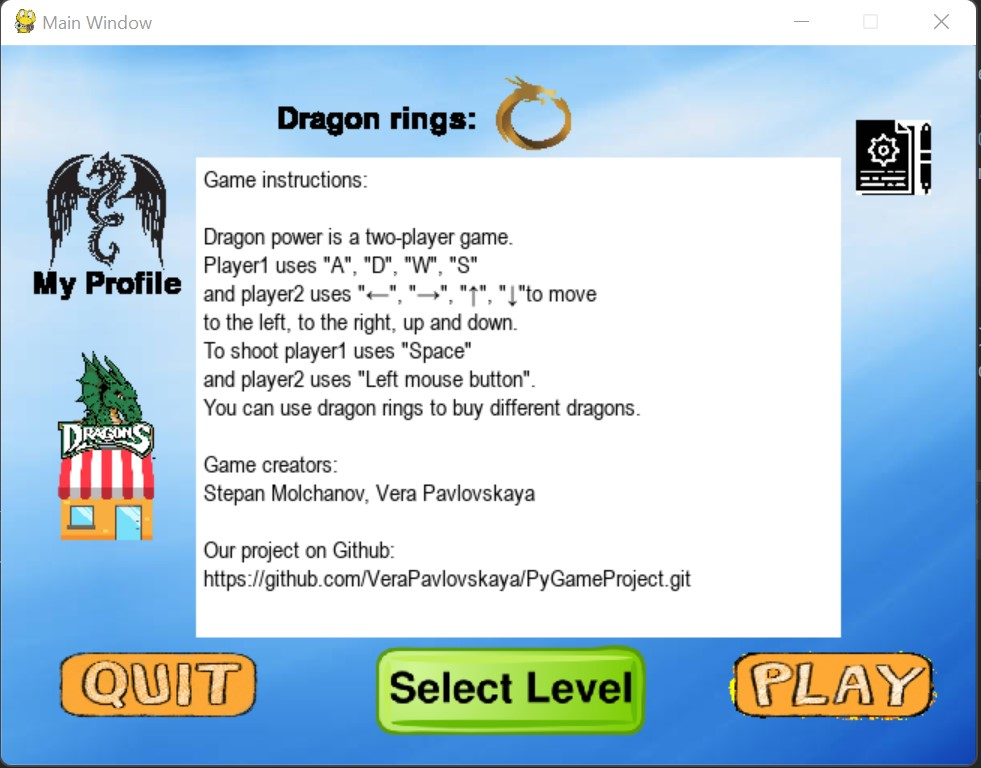 Main Window
Dragon rings:
My Profile
DRAGONS
Game instructions:
Dragon power is a two-player game.
Player1 uses "A", "D", "W", "S"
and player2 uses "←", "→", "↑", "↓"to move
to the left, to the right, up and down.
To shoot player1 uses "Space"
and player2 uses "Left mouse button".
You can use dragon rings to buy different dragons.
Game creators:
Stepan Molchanov, Vera Pavlovskaya
Our project on Github:
https://github.com/VeraPavlovskaya/PyGameProject.git
QUIT
Select Level
PLAY